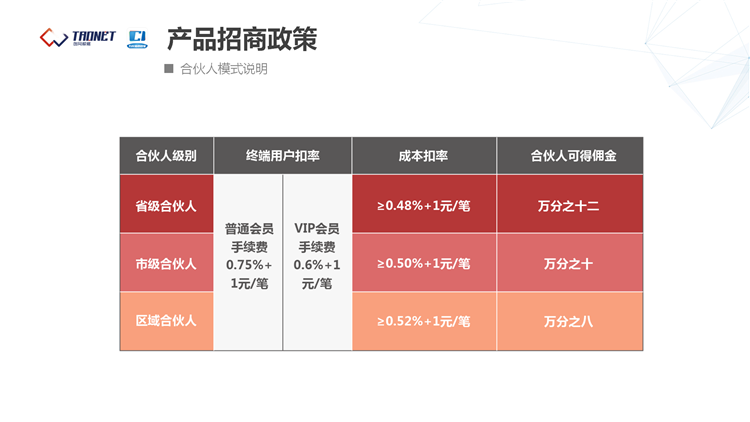 TAONET
产品招商政策
■ 合伙人模式说明
合伙人级别 终端用户扣率 成本扣率 合伙人可得佣金
省级合伙人 ≥0.48%+1元/笔 万分之十二
普通会员 VIP会员
手续费 手续费
市级合伙人 0.75%+ 0.6%+1 ≥0.50%+1元/笔 万分之十
1元/笔 元/笔
区域合伙人 ≥0.52%+1元/笔 万分之八